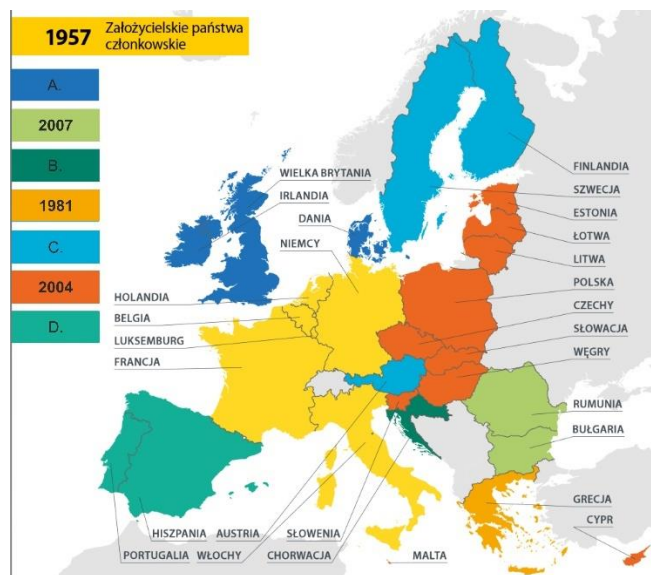 1957 Założycielskie państwa
członkowskie
A.
2007
B.
1981
C.
2004
D.
FINLANDIA
SZWECJA
ESTONIA
ŁOTWA
LITWA
POLSKA
CZECHY
SŁOWACJA
WĘGRY
RUMUNIA
BUŁGARIA
GRECJA
CYPR
WIELKA BRYTANIA
IRLANDIA
DANIA
NIEMCY
HOLANDIA
BELGIA
LUKSEMBURG
FRANCJA
HISZPANIA AUSTRIA SŁOWENIA
PORTUGALIA WŁOCHY CHORWACJA MALTA